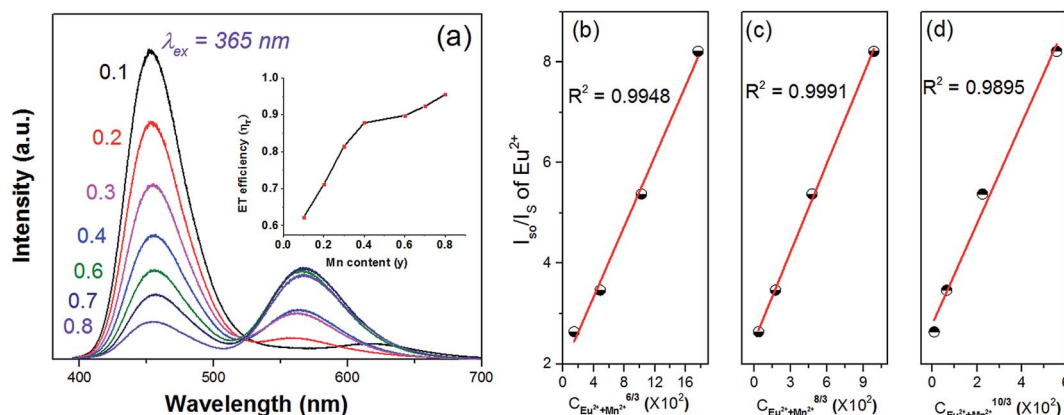 (a)
λex = 365 nm
0.1
0.2
0.3
0.4
0.6
0.7
0.8
Intensity (a.u.)
400 500 600 700
Wavelength (nm)
ET efficiency (ηT)
1.0
0.9
0.8
0.7
0.6
0.0 0.2 0.4 0.6 0.8 1.0
Mn content (y)
Iso/IS of Eu2+
8
6
4
2
(b)
R2 = 0.9948
0 4 8 12 16
CEu2++Mn2+6/3 (X102)
(c)
R2 = 0.9991
0 5 10
CEu2++Mn2+8/3 (X102)
(d)
R2 = 0.9895
0 2 4 6
CEu2++Mn2+10/3 (X102)